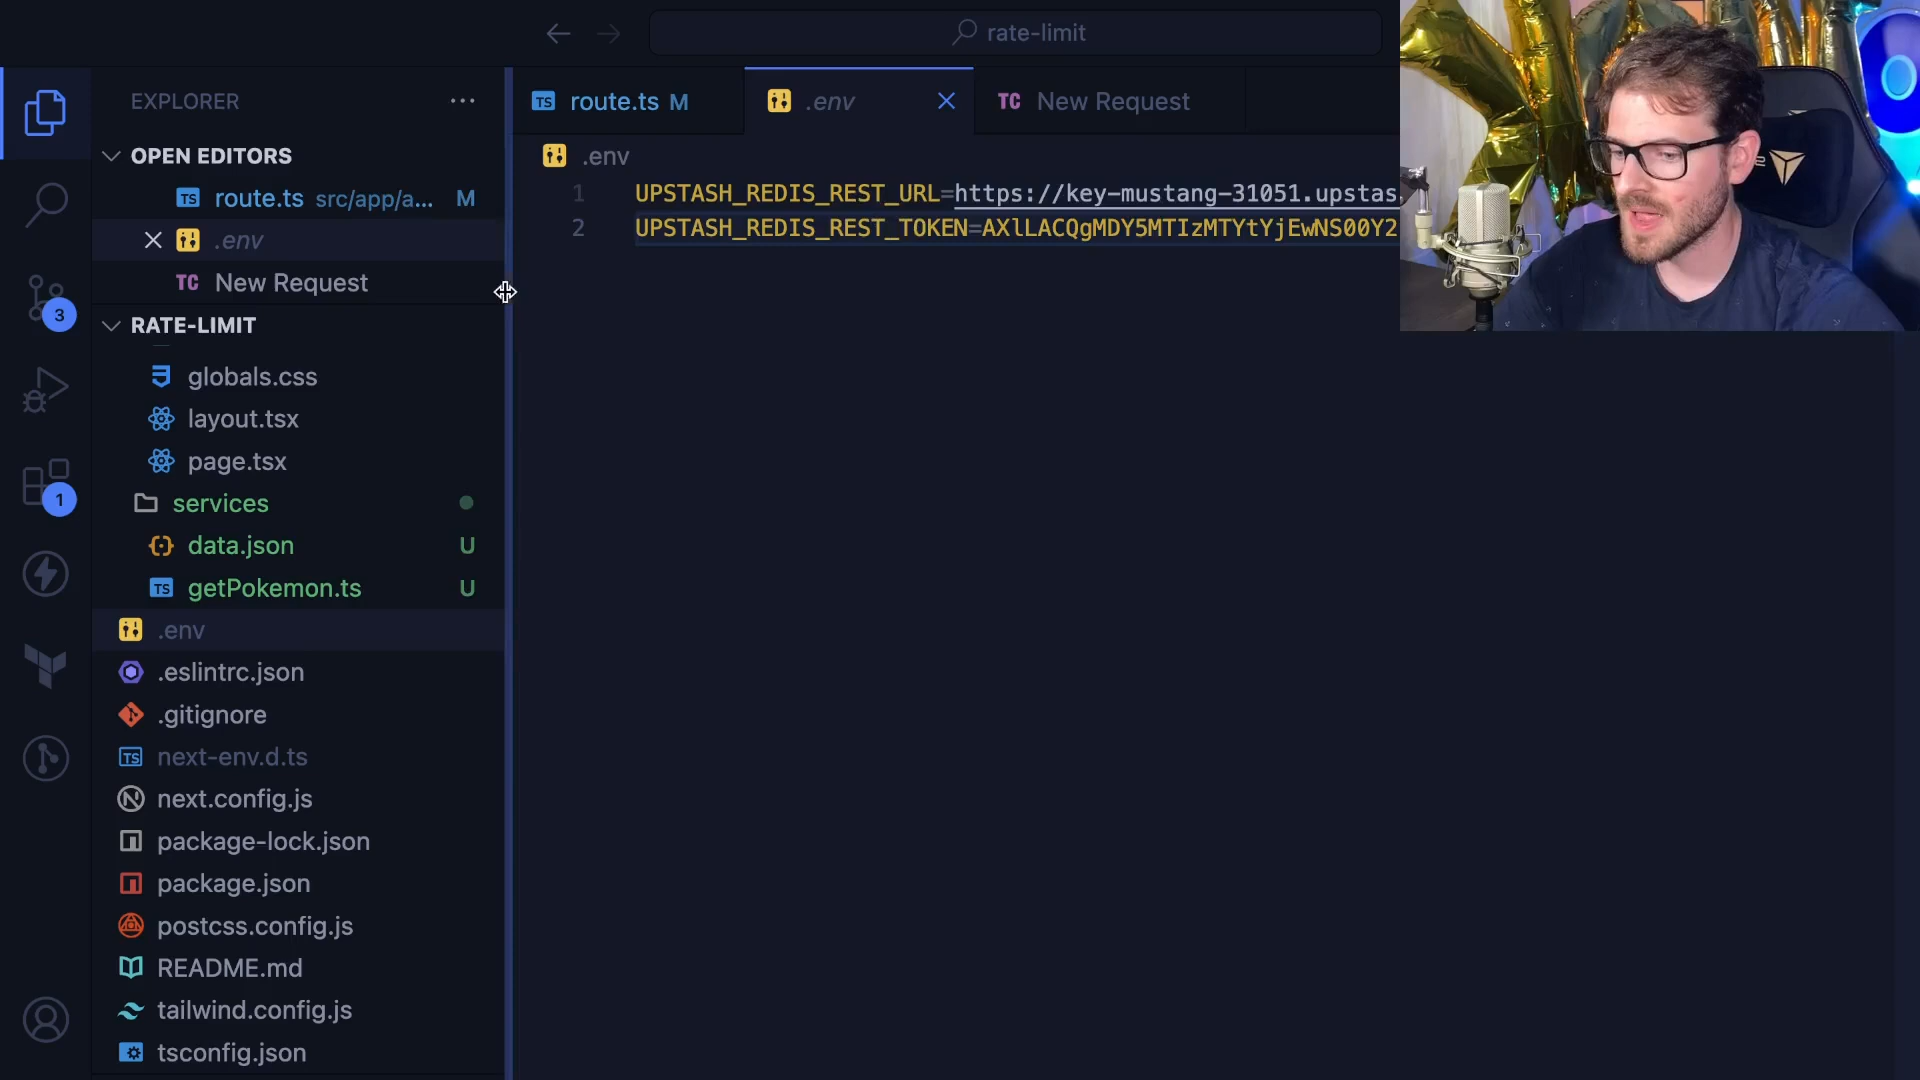 rate-limit
EXPLORER
route.ts M
.env
New Request
OPEN EDITORS
route.ts src/app/a... M
.env
New Request
RATE-LIMIT
globals.css
layout.tsx
page.tsx
services
data.json U
getPokemon.ts U
.env
.eslintrc.json
.gitignore
next-env.d.ts
next.config.js
package-lock.json
package.json
postcss.config.js
README.md
tailwind.config.js
tsconfig.json
3
1
.env
1 UPSTASH_REDIS_REST_URL=https://key-mustang-31051.upstas
2 UPSTASH_REDIS_REST_TOKEN=AXlLACQgMDY5MTIzMTYtYjEwNS00Y2